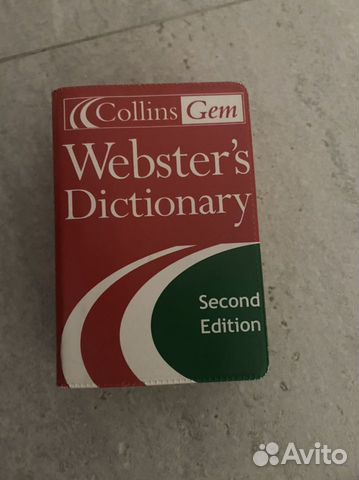 Collins Gem
Webster's
Dictionary
Second
Edition
Avito